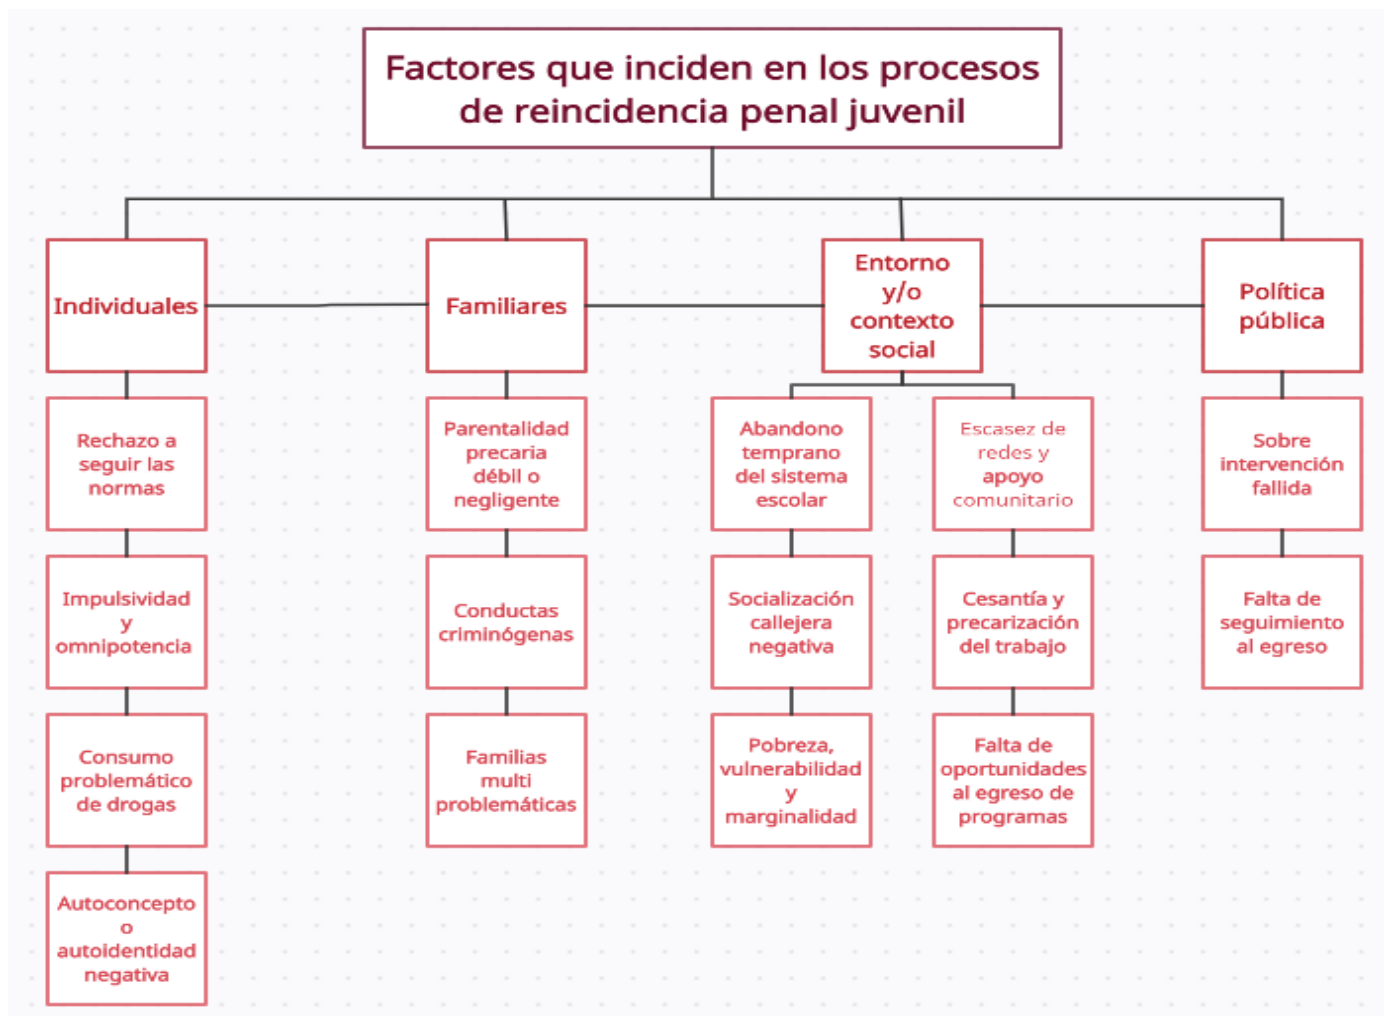 Factores que inciden en los procesos
de reincidencia penal juvenil
Individuales
Familiares
Entorno
y/o
contexto
social
Política
pública
Rechazo a
seguir las
normas
Parentalidad
precaria
débil o
negligente
Abandono
temprano
del sistema
escolar
Escasez de
redes y
apoyo
comunitario
Sobre
intervención
fallida
Impulsividad
y
omnipotencia
Conductas
criminógenas
Socialización
callejera
negativa
Cesantía y
precarización
del trabajo
Falta de
seguimiento
al egreso
Consumo
problemático
de drogas
Familias
multi
problemáticas
Pobreza,
vulnerabilidad
y
marginalidad
Falta de
oportunidades
al egreso de
programas
Autoconcepto
o
autoidentidad
negativa